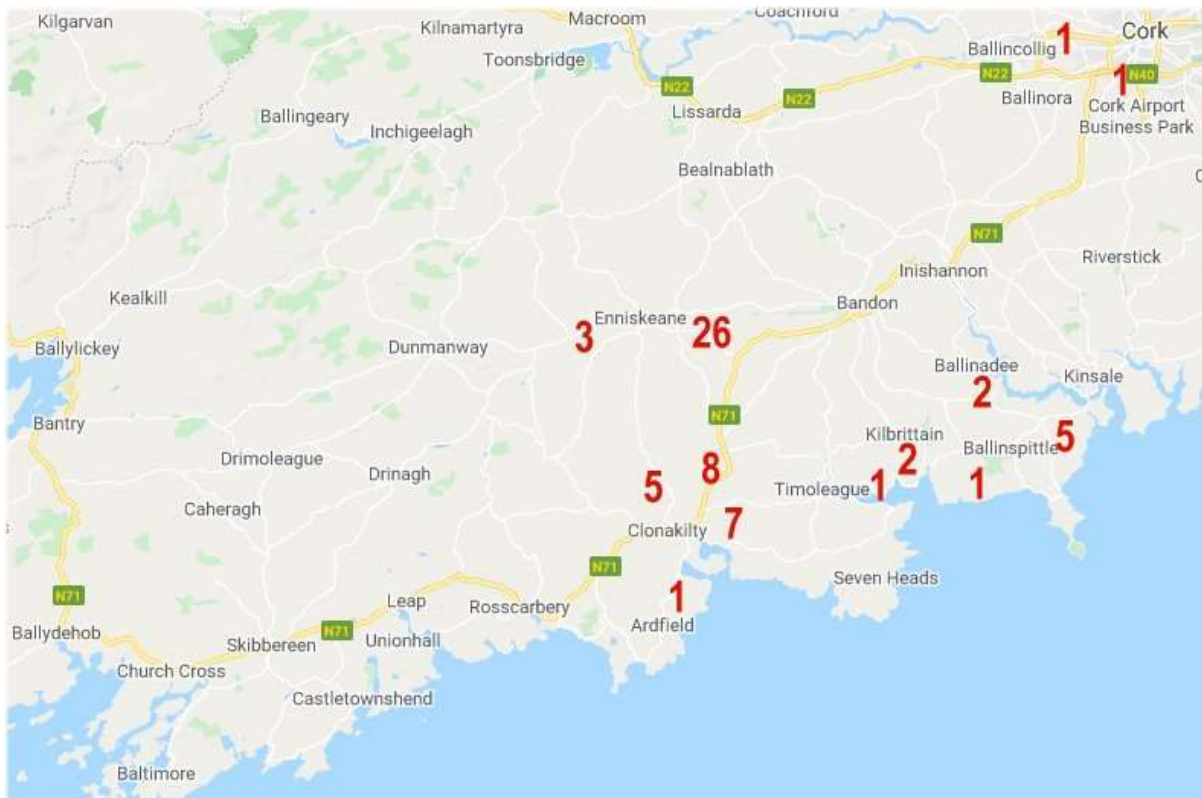 Kilgarvan
Macroom
Coachford
Kilnamartyra
1
Cork
Ballincollig
Toonsbridge
N22
N22
1
N40
Ballinora
Cork Airport
Business Park
N22
Lissarda
Ballingeary
Inchigeelagh
Bealnablath
N71
Riverstick
Inishannon
Kealkill
Bandon
Enniskeane
26
3
Ballylickey
Dunmanway
Ballinadee
Kinsale
2
N71
Bantry
Kilbrittain
5
Ballinspittle
Drimoleague
Drinagh
8
2
5
Timoleague
1
1
Caheragh
7
Clonakilty
N71
Seven Heads
N71
1
Leap
Rosscarbery
Ardfield
Ballydehob
N71
Unionhall
Skibbereen
Church Cross
Castletownshend
Baltimore